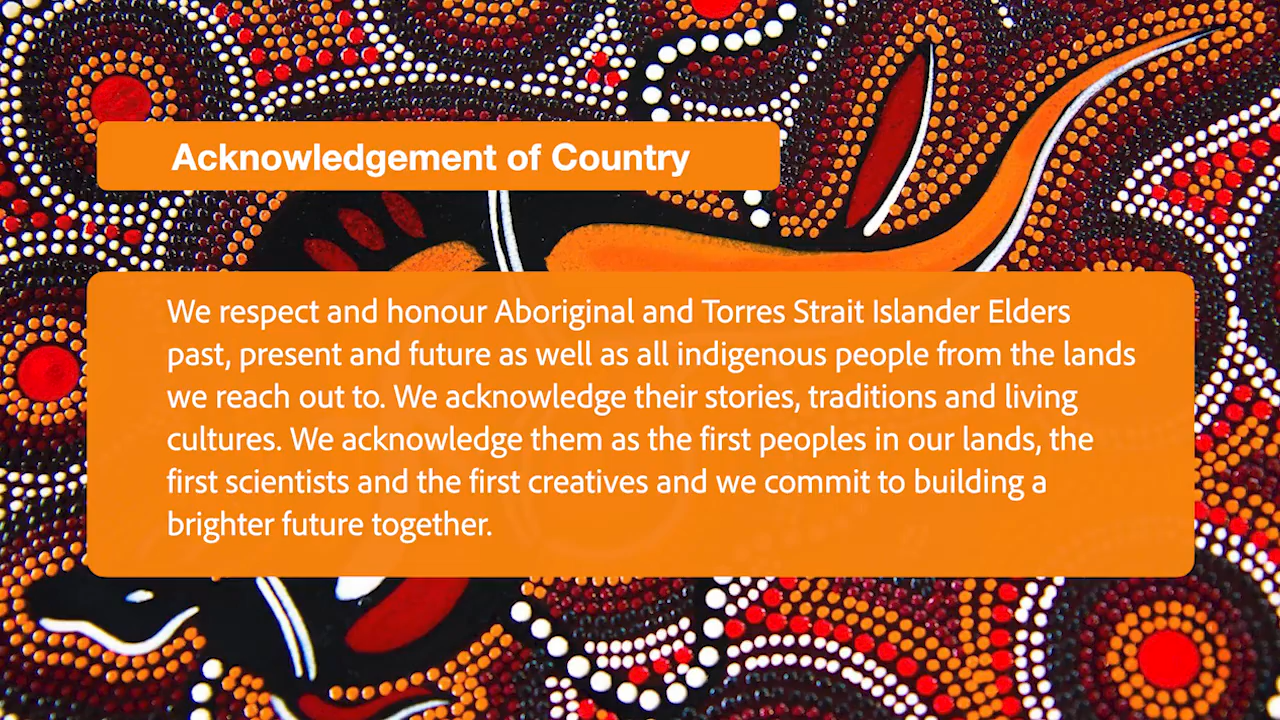 Acknowledgement of Country
We respect and honour Aboriginal and Torres Strait Islander Elders
past, present and future as well as all indigenous people from the lands
we reach out to. We acknowledge their stories, traditions and living
cultures. We acknowledge them as the first peoples in our lands, the
first scientists and the first creatives and we commit to building a
brighter future together.